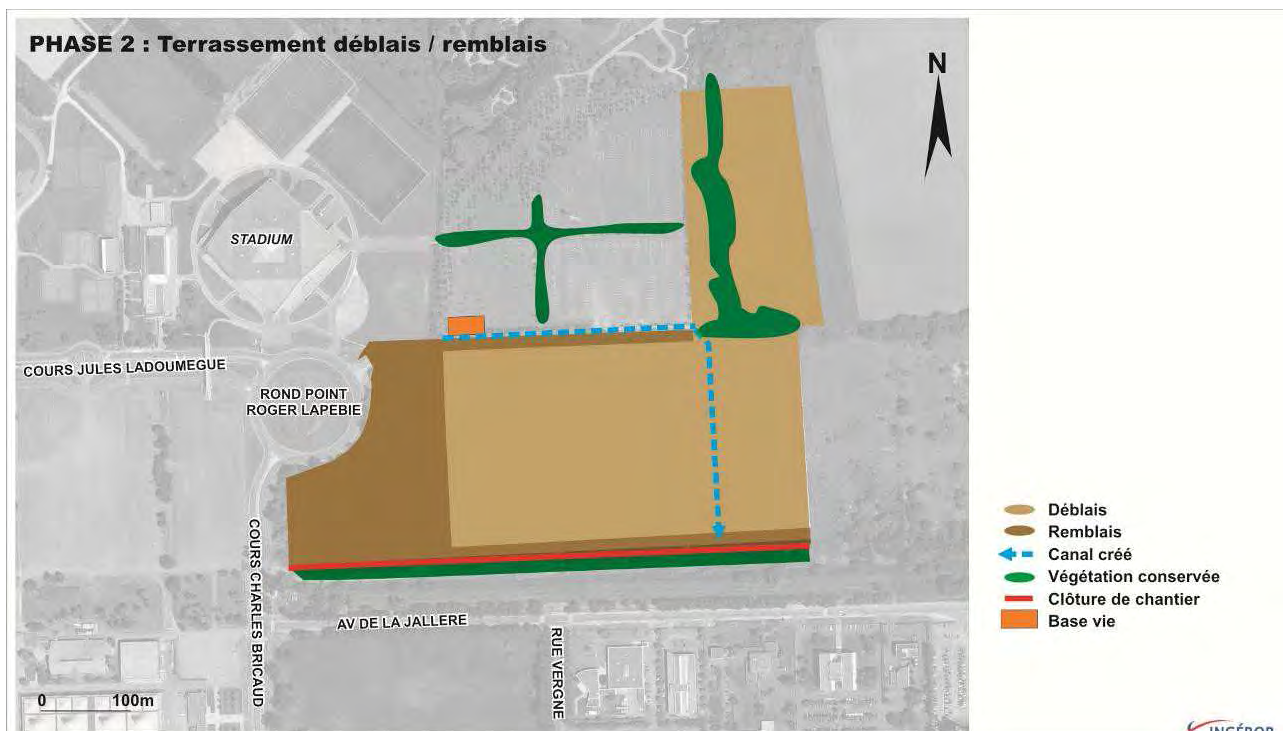 PHASE 2 : Terrassement déblais / remblais
N
STADIUM
COURS JULES LADOUMEGUE
ROND POINT
ROGER LAPEBIE
COURS CHARLES BRICAUD
AV DE LA JALLERE
RUE VERGNE
0 100m
Déblais
Remblais
Canal créé
Végétation conservée
Clôture de chantier
Base vie